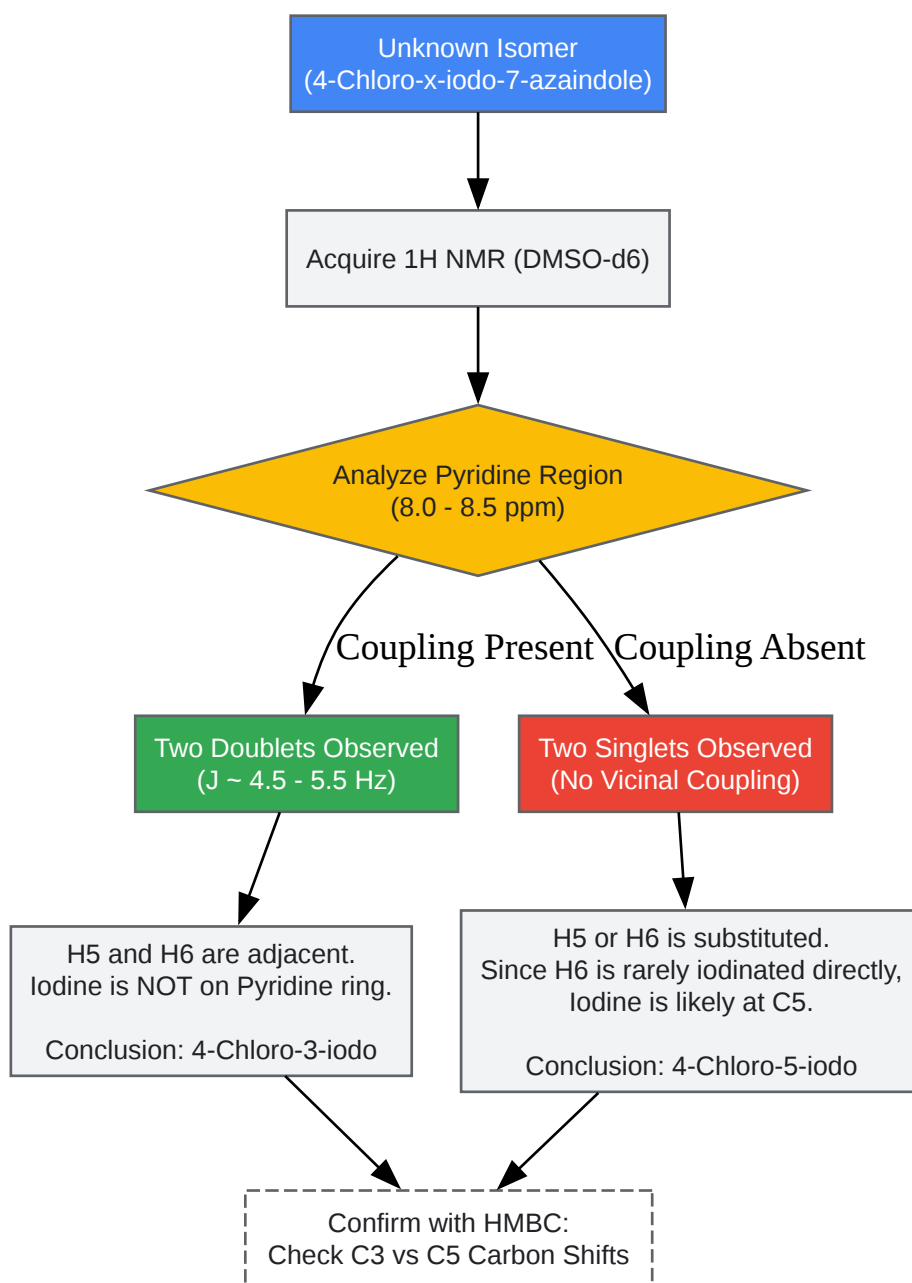 Unknown Isomer
(4-Chloro-x-iodo-7-azaindole)
Acquire 1H NMR (DMSO-d6)
Analyze Pyridine Region
(8.0 - 8.5 ppm)
Coupling Present
Coupling Absent
Two Doublets Observed
(J ~ 4.5 - 5.5 Hz)
Two Singlets Observed
(No Vicinal Coupling)
H5 and H6 are adjacent.
Iodine is NOT on Pyridine ring.
Conclusion: 4-Chloro-3-iodo
H5 or H6 is substituted.
Since H6 is rarely iodinated directly,
Iodine is likely at C5.
Conclusion: 4-Chloro-5-iodo
Confirm with HMBC:
Check C3 vs C5 Carbon Shifts